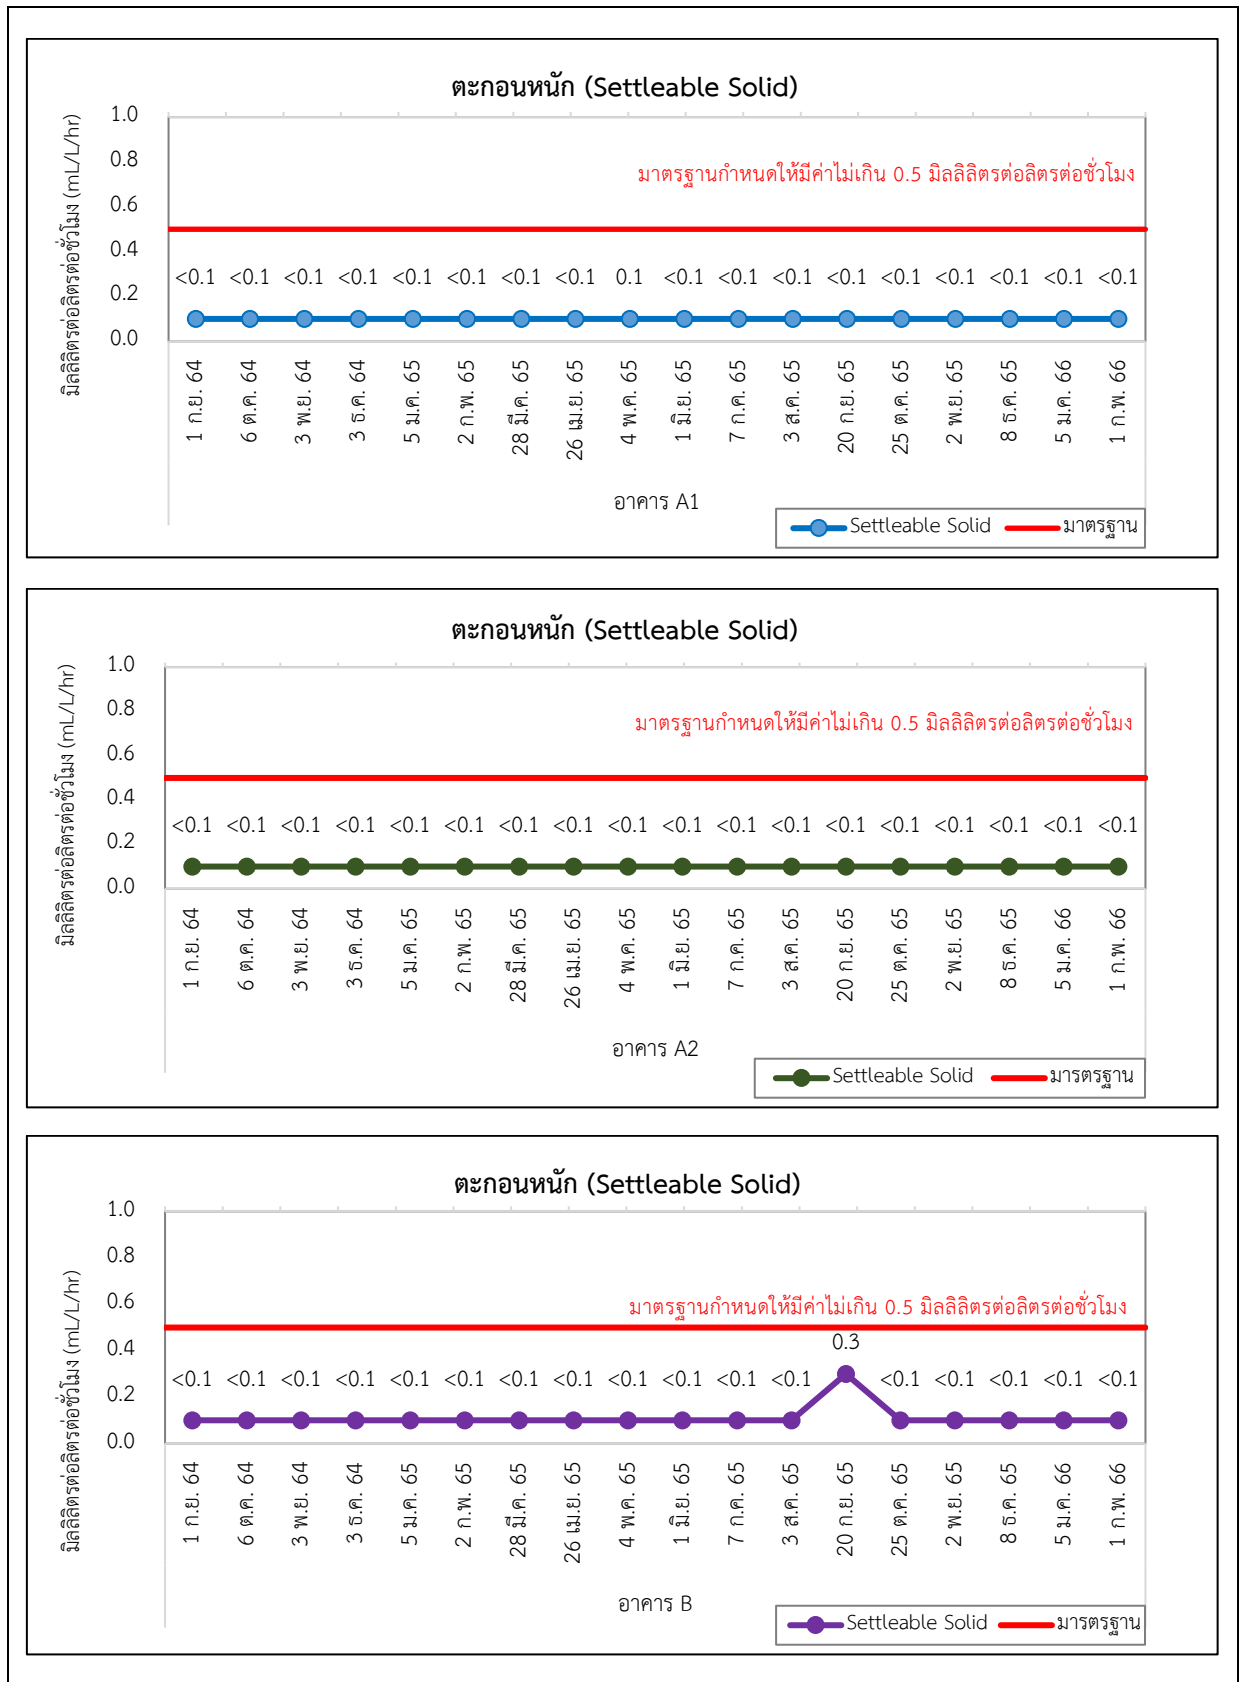 ตะกอนหนัก (Settleable Solid)
มิลลิลิตรต่อลิตรต่อชั่วโมง (mL/L/hr)
1.0
0.8
0.6
0.4
0.2
0.0
มาตรฐานกำหนดให้มีค่าไม่เกิน 0.5 มิลลิลิตรต่อลิตรต่อชั่วโมง
<0.1 <0.1 <0.1 <0.1 <0.1 <0.1 <0.1 <0.1 0.1 <0.1 <0.1 <0.1 <0.1 <0.1 <0.1 <0.1 <0.1 <0.1
1 ก.ย. 64
6 ต.ค. 64
3 พ.ย. 64
3 ธ.ค. 64
5 ม.ค. 65
2 ก.พ. 65
28 มี.ค. 65
26 เม.ย. 65
4 พ.ค. 65
1 มิ.ย. 65
7 ก.ค. 65
3 ส.ค. 65
20 ก.ย. 65
25 ต.ค. 65
2 พ.ย. 65
8 ธ.ค. 65
5 ม.ค. 66
1 ก.พ. 66
อาคาร A1
Settleable Solid มาตรฐาน
ตะกอนหนัก (Settleable Solid)
มิลลิลิตรต่อลิตรต่อชั่วโมง (mL/L/hr)
1.0
0.8
0.6
0.4
0.2
0.0
มาตรฐานกำหนดให้มีค่าไม่เกิน 0.5 มิลลิลิตรต่อลิตรต่อชั่วโมง
<0.1 <0.1 <0.1 <0.1 <0.1 <0.1 <0.1 <0.1 <0.1 <0.1 <0.1 <0.1 <0.1 <0.1 <0.1 <0.1 <0.1 <0.1
1 ก.ย. 64
6 ต.ค. 64
3 พ.ย. 64
3 ธ.ค. 64
5 ม.ค. 65
2 ก.พ. 65
28 มี.ค. 65
26 เม.ย. 65
4 พ.ค. 65
1 มิ.ย. 65
7 ก.ค. 65
3 ส.ค. 65
20 ก.ย. 65
25 ต.ค. 65
2 พ.ย. 65
8 ธ.ค. 65
5 ม.ค. 66
1 ก.พ. 66
อาคาร A2
Settleable Solid มารตรฐาน
ตะกอนหนัก (Settleable Solid)
มิลลิลิตรต่อลิตรต่อชั่วโมง (mL/L/hr)
1.0
0.8
0.6
0.4
0.2
0.0
มาตรฐานกำหนดให้มีค่าไม่เกิน 0.5 มิลลิลิตรต่อลิตรต่อชั่วโมง
<0.1 <0.1 <0.1 <0.1 <0.1 <0.1 <0.1 <0.1 <0.1 <0.1 <0.1 <0.1 0.3 <0.1 <0.1 <0.1 <0.1 <0.1
1 ก.ย. 64
6 ต.ค. 64
3 พ.ย. 64
3 ธ.ค. 64
5 ม.ค. 65
2 ก.พ. 65
28 มี.ค. 65
26 เม.ย. 65
4 พ.ค. 65
1 มิ.ย. 65
7 ก.ค. 65
3 ส.ค. 65
20 ก.ย. 65
25 ต.ค. 65
2 พ.ย. 65
8 ธ.ค. 65
5 ม.ค. 66
1 ก.พ. 66
อาคาร B
Settleable Solid มารตรฐาน